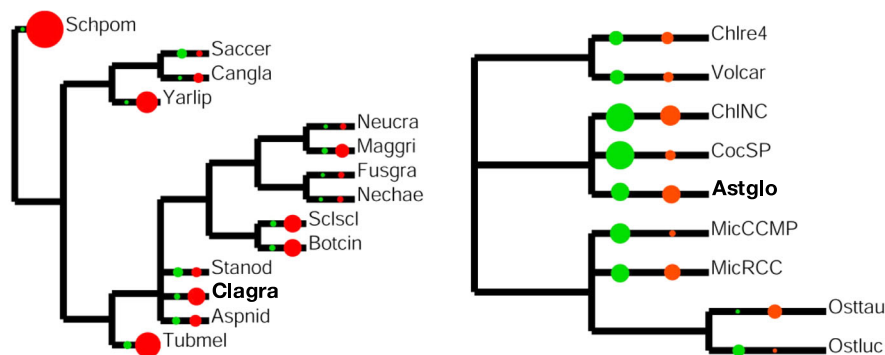 Schpom
Saccer
Cangla
Yarlip
Neucra
Maggri
Fusgra
Nechae
Sclscl
Botcin
Stanod
Clagra
Aspnid
Tubmel
Chlre4
Volcar
ChlNC
CocSP
Astglo
MicCCMP
MicRCC
Osttau
Ostluc